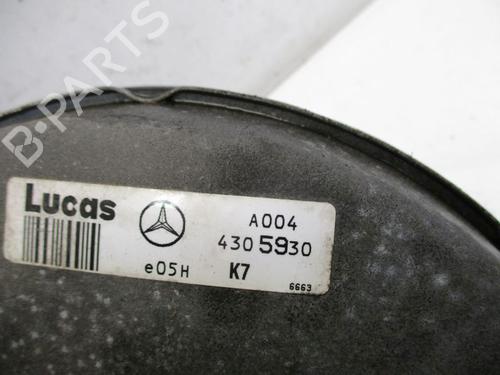 B-PARTS
Lucas
A004
4305930
e05H K7
6663